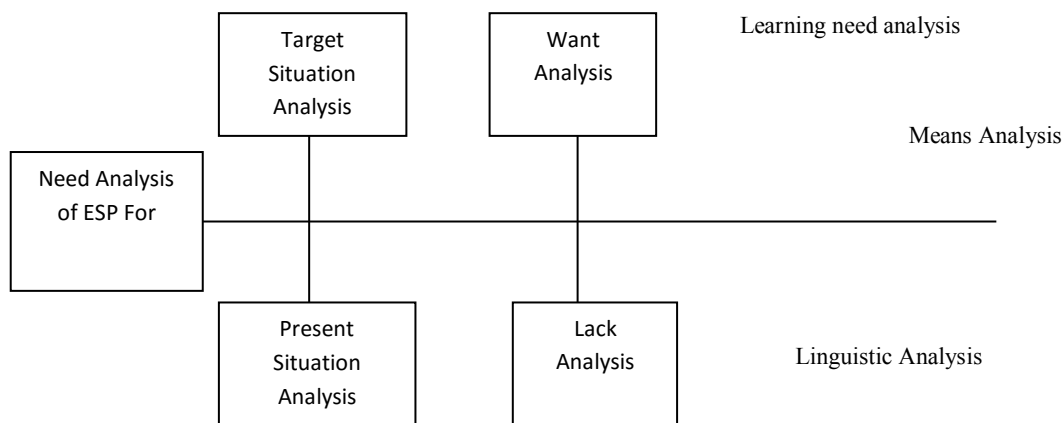 Target
Situation
Analysis
Want
Analysis
Learning need analysis
Means Analysis
Need Analysis
of ESP For
Present
Situation
Analysis
Lack
Analysis
Linguistic Analysis